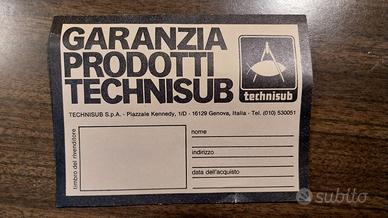 GARANZIA
PRODOTTI
TECHNISUB
technisub
TECHNISUB S.p.A. - Piazzale Kennedy, 1/D - 16129 Genova, Italia - Tel. (010) 530051
timbro del rivenditore
nome
indirizzo
data dell'acquisto
subito